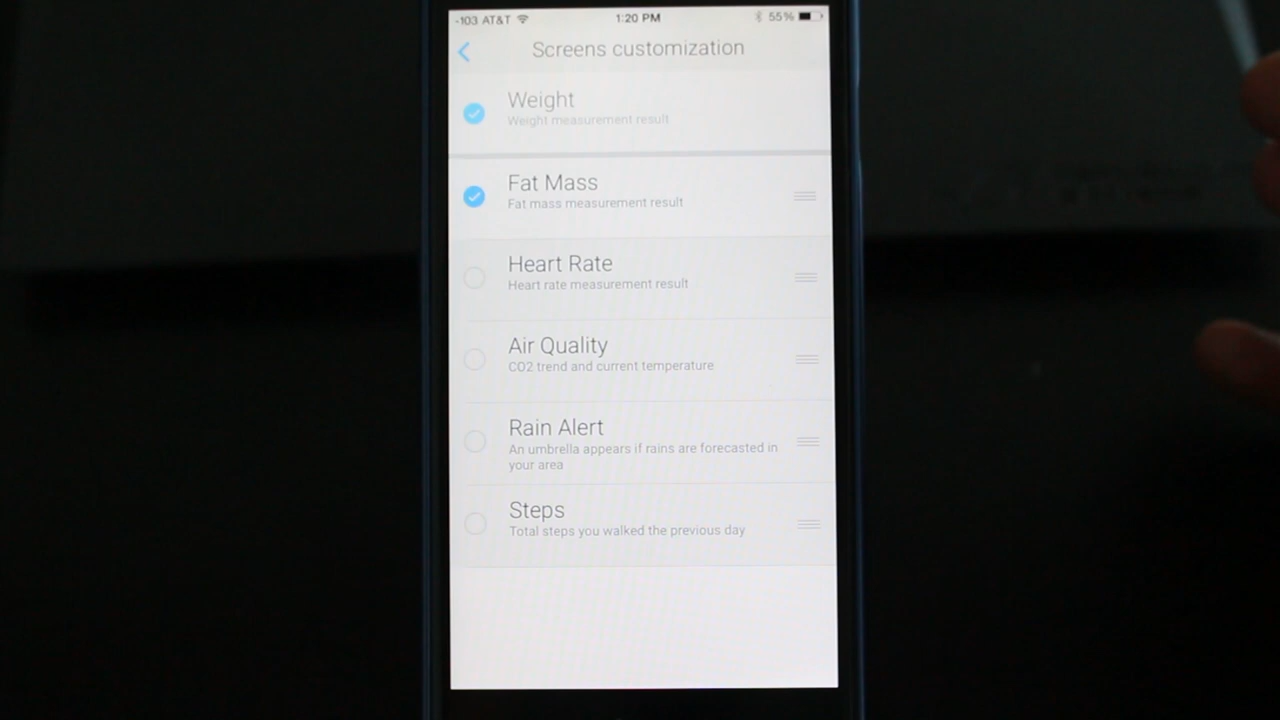 -103 AT&T 1:20 PM 55%
Screens customization
Weight
Weight measurement result
Fat Mass
Fat mass measurement result
Heart Rate
Heart rate measurement result
Air Quality
CO2 trend and current temperature
Rain Alert
An umbrella appears if rains are forecasted in
your area
Steps
Total steps you walked the previous day